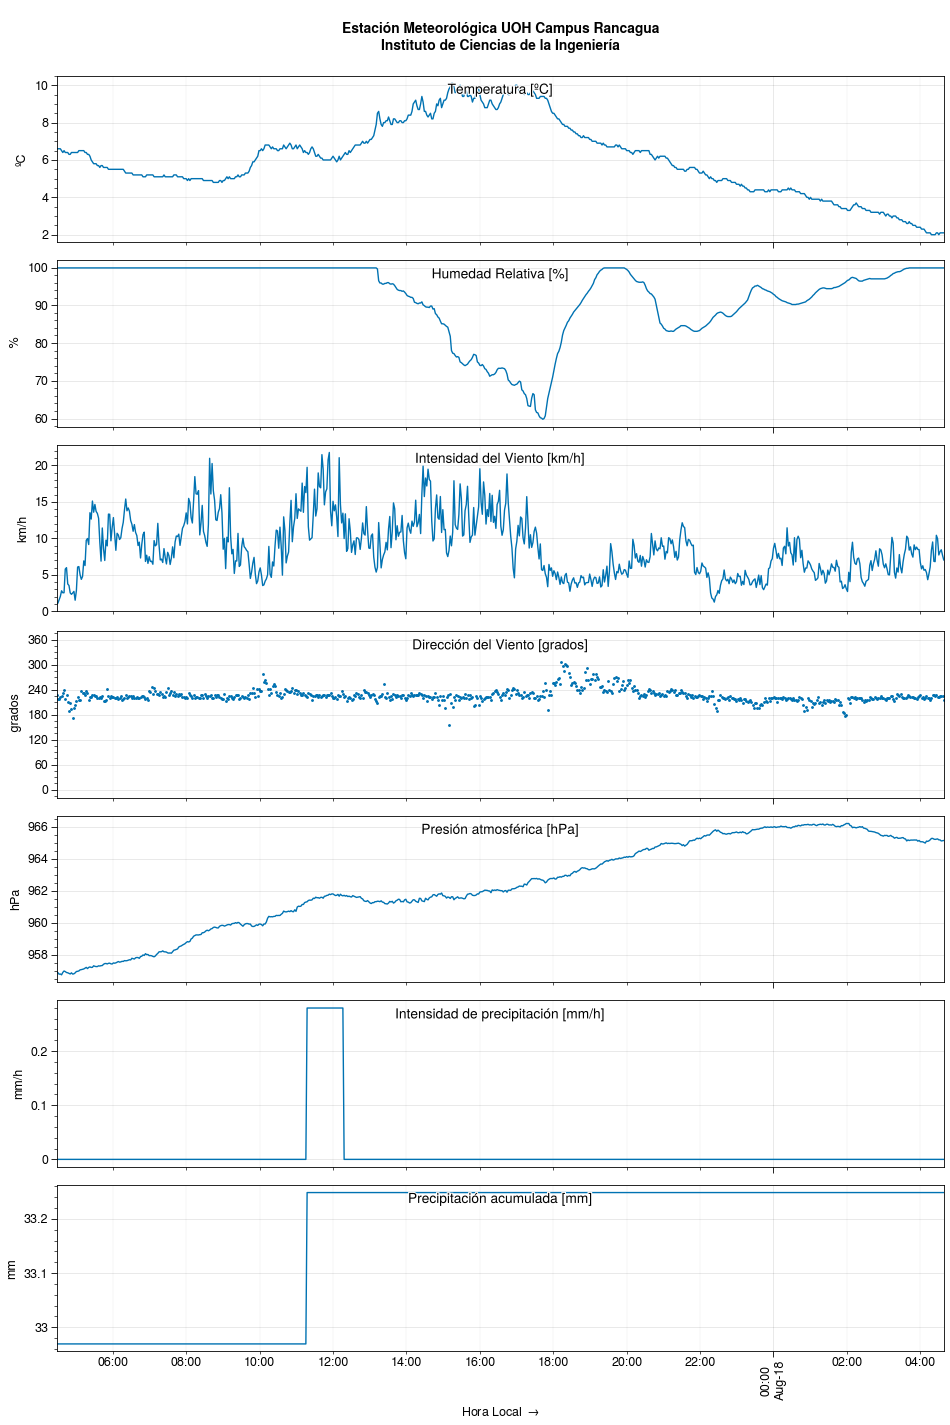 Estación Meteorológica UOH Campus Rancagua
Instituto de Ciencias de la Ingeniería
Temperatura [ºC]
ºC
10
8
6
4
2
Humedad Relativa [%]
%
100
90
80
70
60
Intensidad del Viento [km/h]
km/h
20
15
10
5
0
Dirección del Viento [grados]
grados
360
300
240
180
120
60
0
Presión atmosférica [hPa]
hPa
966
964
962
960
958
Intensidad de precipitación [mm/h]
mm/h
0.2
0.1
0
Precipitación acumulada [mm]
mm
33.2
33.1
33
06:00 08:00 10:00 12:00 14:00 16:00 18:00 20:00 22:00 00:00 02:00 04:00
Aug-18
Hora Local →